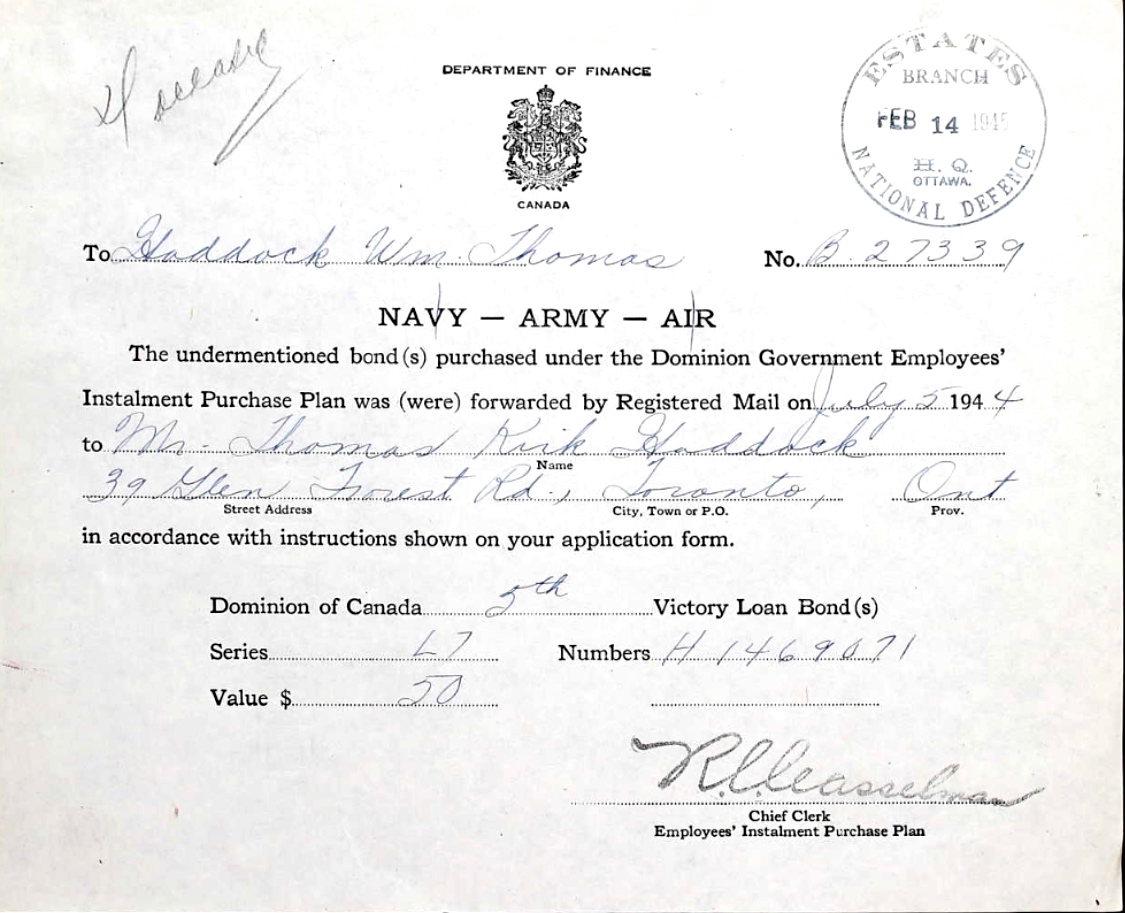 DEPARTMENT OF FINANCE
CANADA
ESTATES
BRANCH
FEB 14 1945
H. Q.
OTTAWA.
NATIONAL DEFENCE
To Haddock Wm. Thomas No. B. 27339
NAVY — ARMY — AIR
The undermentioned bond(s) purchased under the Dominion Government Employees'
Instalment Purchase Plan was (were) forwarded by Registered Mail on July 5 1944
to Mr. Thomas Kirk Haddock
Name
39 Glen Forest Rd., Toronto, Ont
Street Address City, Town or P.O. Prov.
in accordance with instructions shown on your application form.
Dominion of Canada 5th Victory Loan Bond(s)
Series L7 Numbers H 1469071
Value $ 50
Chief Clerk
Employees' Instalment Purchase Plan